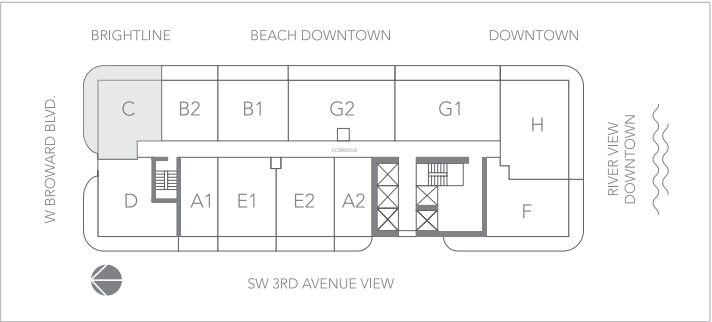 BRIGHTLINE
BEACH DOWNTOWN
DOWNTOWN
W BROWARD BLVD.
C
B2
B1
G2
G1
H
CORRIDOR
D
A1
E1
E2
A2
F
RIVER VIEW
DOWNTOWN
SW 3RD AVENUE VIEW